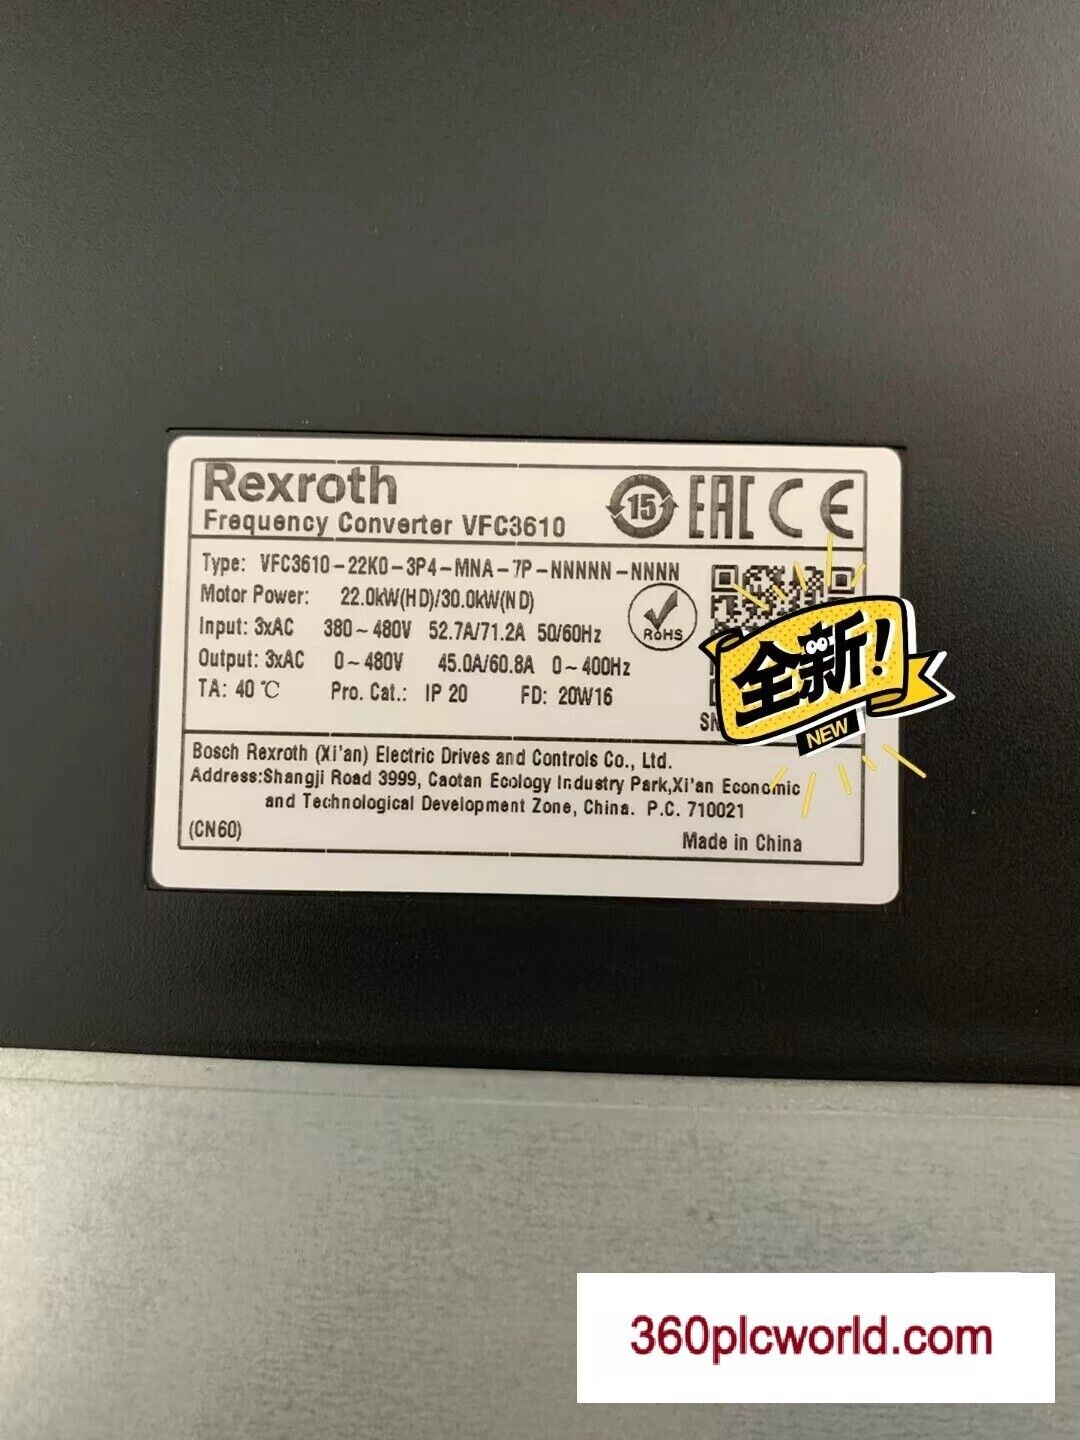 Rexroth
Frequency Converter VFC3610
15 EAC CE
Type: VFC3610-22K0-3P4-MNA-7P-NNNNN-NNNN
Motor Power: 22.0kW(HD)/30.0kW(ND)
Input: 3xAC 380~480V 52.7A/71.2A 50/60Hz
Output: 3xAC 0~480V 45.0A/60.8A 0~400Hz
TA: 40℃ Pro. Cat.: IP 20 FD: 20W16
RoHS
SN
全新!
NEW
Bosch Rexroth (Xi'an) Electric Drives and Controls Co., Ltd.
Address:Shangji Road 3999, Caotan Ecology Industry Park,Xi'an Economic
and Technological Development Zone, China. P.C. 710021
(CN60)
Made in China
360plcworld.com